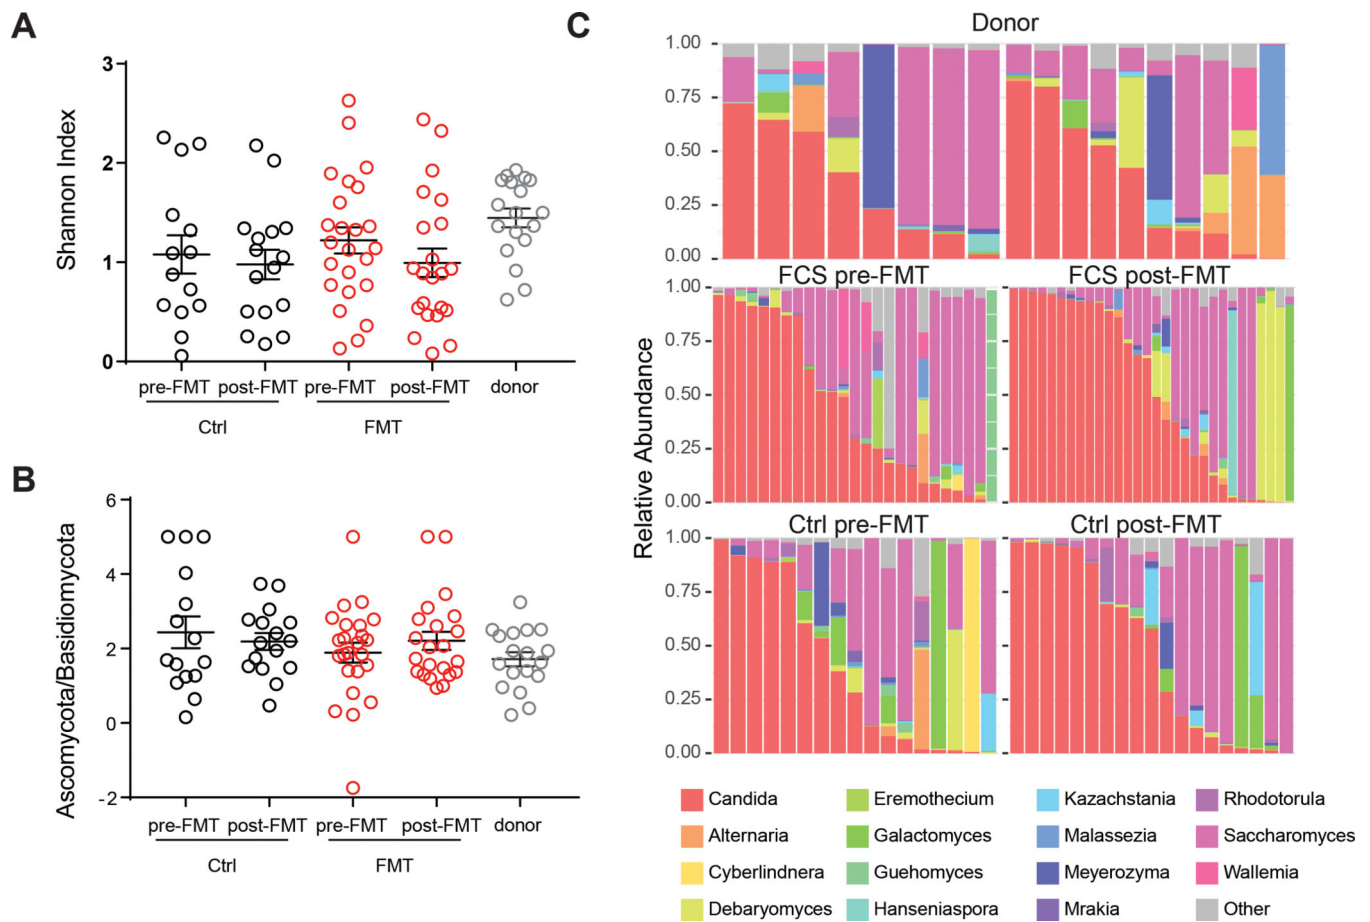 A
Shannon Index
3
2
1
0
pre-FMT post-FMT pre-FMT post-FMT donor
Ctrl FMT
B
Ascomycota/Basidiomycota
6
4
2
0
-2
pre-FMT post-FMT pre-FMT post-FMT donor
Ctrl FMT
C
Relative Abundance
Donor
1.00
0.75
0.50
0.25
0.00
FCS pre-FMT FCS post-FMT
1.00
0.75
0.50
0.25
0.00
Ctrl pre-FMT Ctrl post-FMT
1.00
0.75
0.50
0.25
0.00
Candida Eremothecium Kazachstania Rhodotorula
Alternaria Galactomyces Malassezia Saccharomyces
Cyberlindnera Guehomyces Meyerozyma Wallemia
Debaryomyces Hanseniaspora Mrakia Other